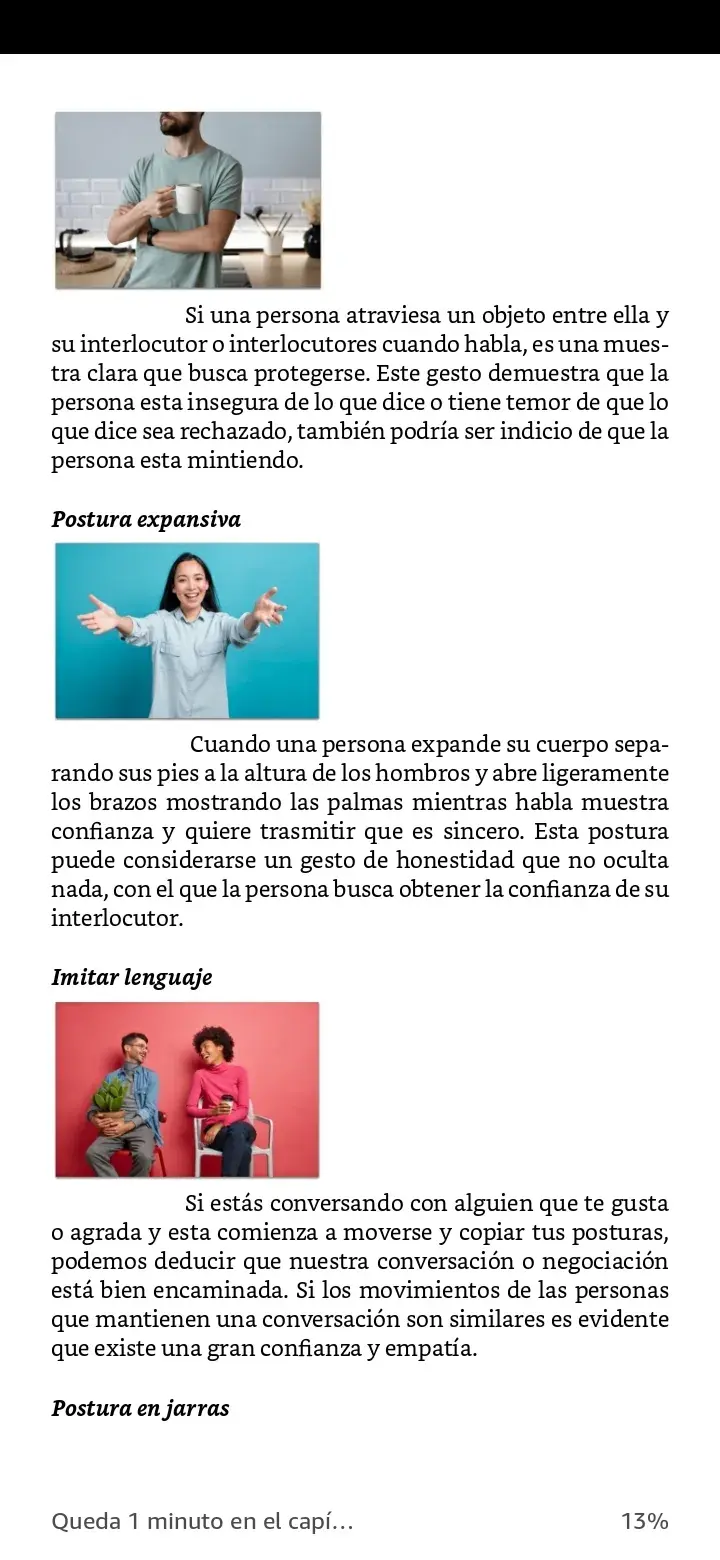 Si una persona atraviesa un objeto entre ella y
su interlocutor o interlocutores cuando habla, es una mues-
tra clara que busca protegerse. Este gesto demuestra que la
persona esta insegura de lo que dice o tiene temor de que lo
que dice sea rechazado, también podría ser indicio de que la
persona esta mintiendo.
Postura expansiva
Cuando una persona expande su cuerpo sepa-
rando sus pies a la altura de los hombros y abre ligeramente
los brazos mostrando las palmas mientras habla muestra
confianza y quiere trasmitir que es sincero. Esta postura
puede considerarse un gesto de honestidad que no oculta
nada, con el que la persona busca obtener la confianza de su
interlocutor.
Imitar lenguaje
Si estás conversando con alguien que te gusta
o agrada y esta comienza a moverse y copiar tus posturas,
podemos deducir que nuestra conversación o negociación
está bien encaminada. Si los movimientos de las personas
que mantienen una conversación son similares es evidente
que existe una gran confianza y empatía.
Postura en jarras
Queda 1 minuto en el capí… 13%